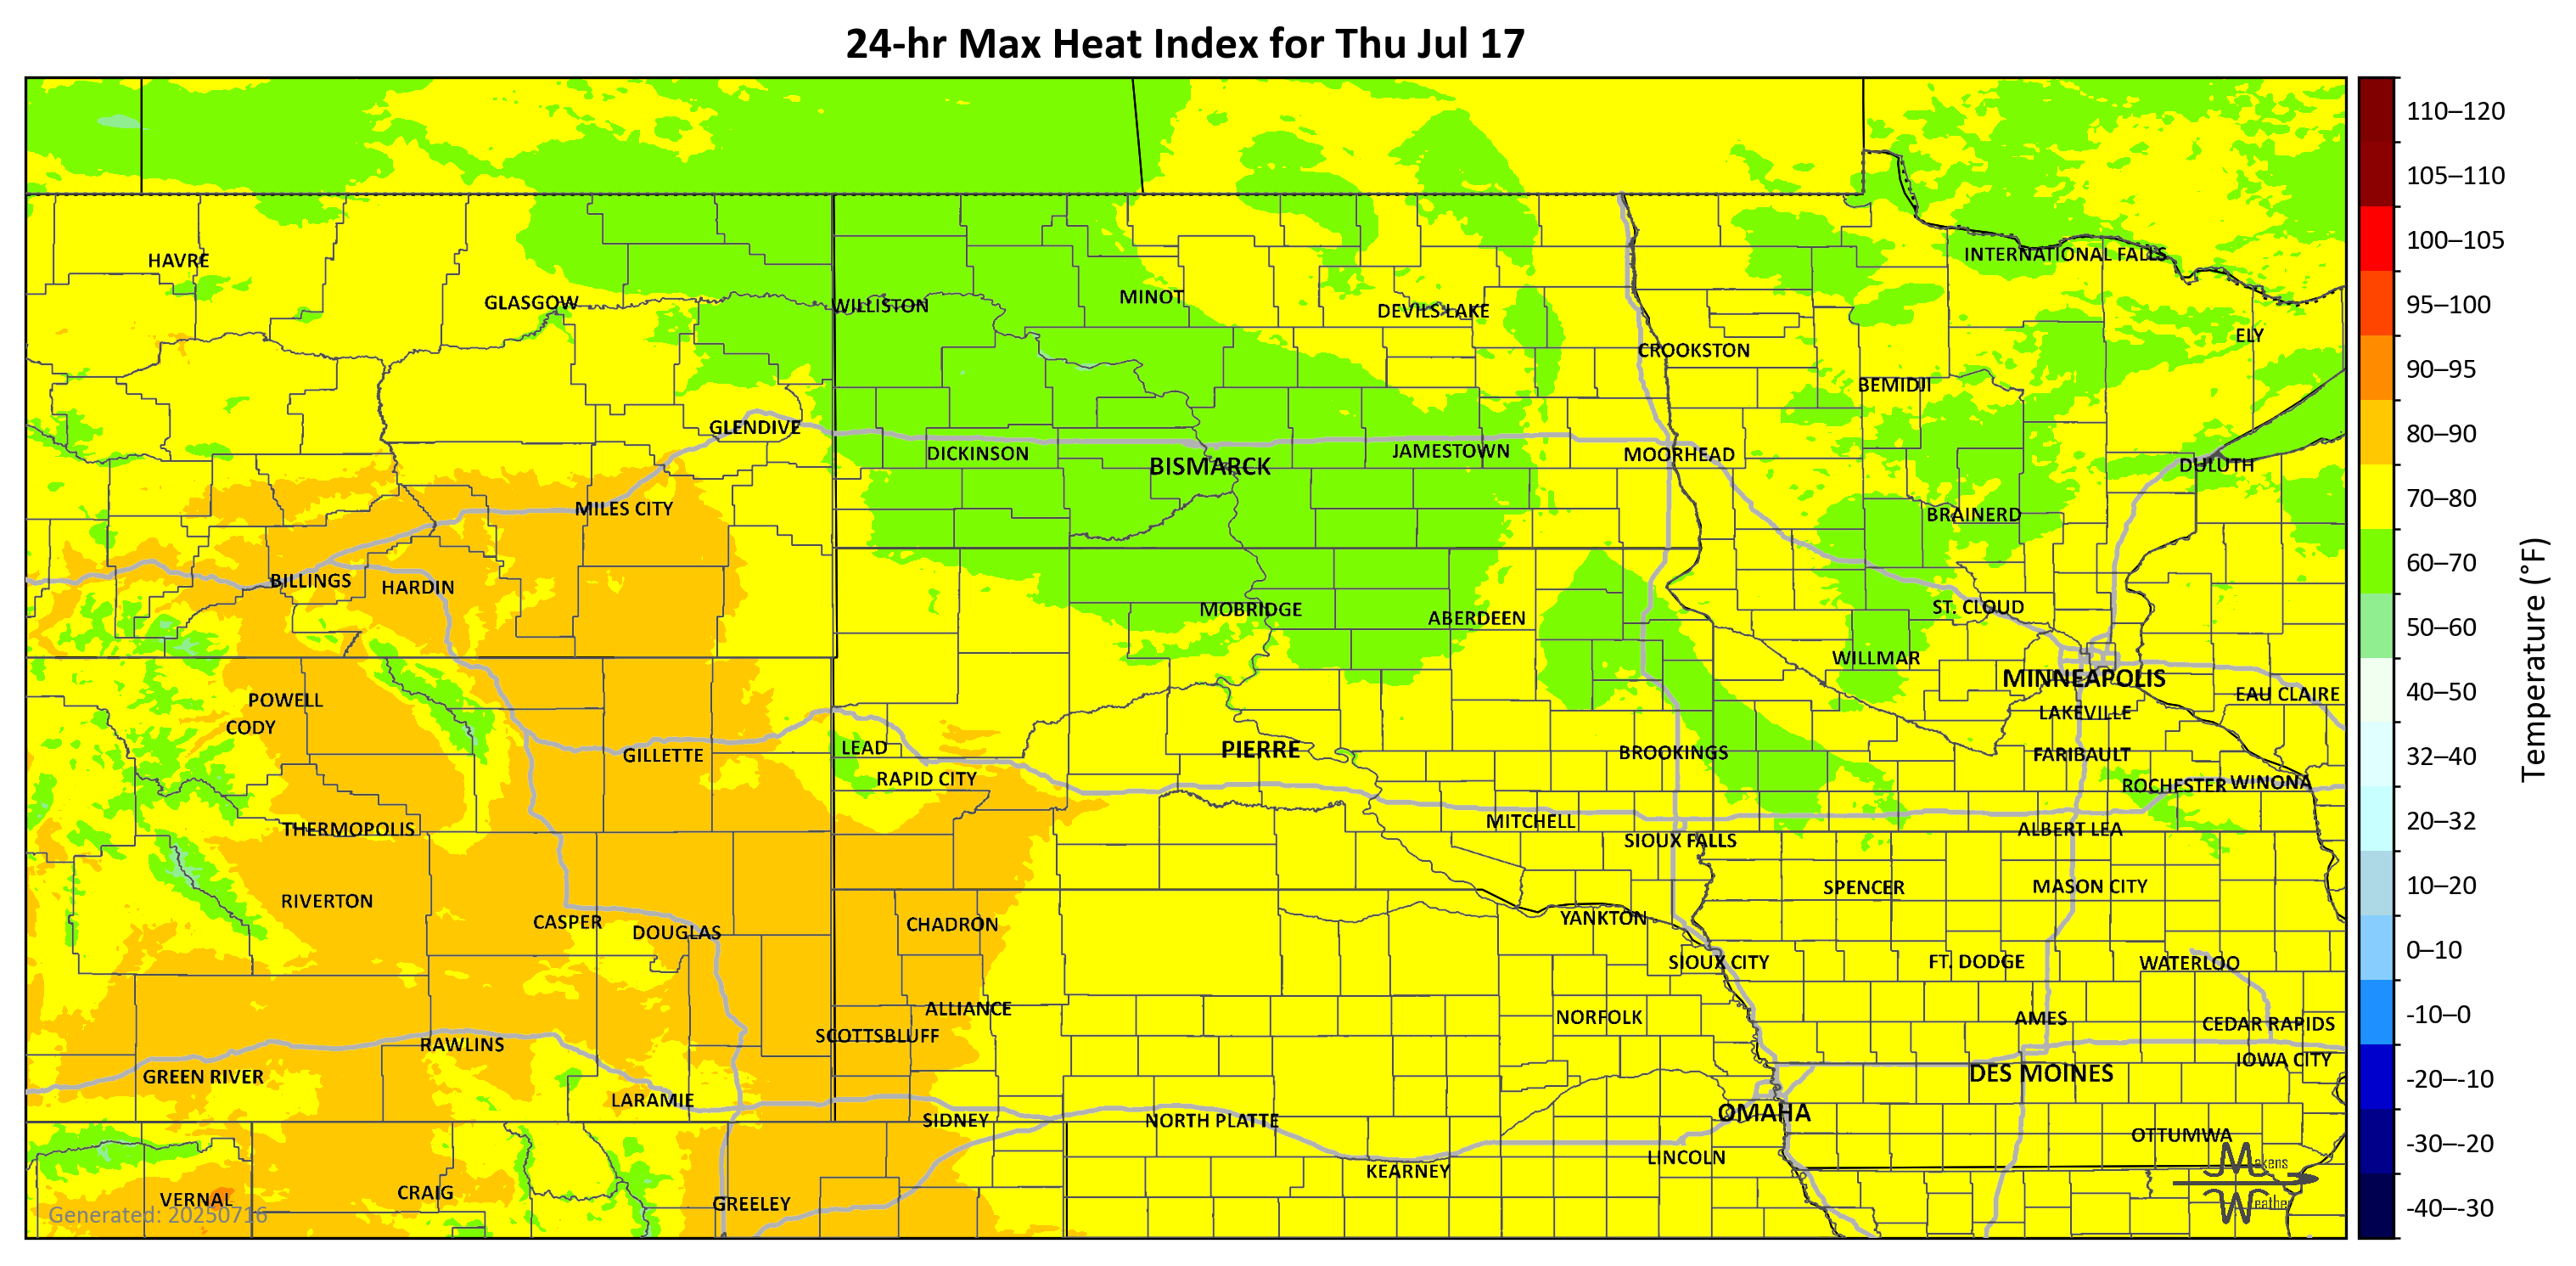 24-hr Max Heat Index for Thu Jul 17
HAVRE
INTERNATIONAL FALLS
GLASGOW
WILLISTON
MINOT
DEVILS LAKE
ELY
CROOKSTON
BEMIDJI
GLENDIVE
DICKINSON
BISMARCK
JAMESTOWN
MOORHEAD
DULUTH
MILES CITY
BRAINERD
BILLINGS
HARDIN
MOBRIDGE
ABERDEEN
ST. CLOUD
WILLMAR
MINNEAPOLIS
EAU CLAIRE
POWELL
CODY
LAKEVILLE
GILLETTE
LEAD
PIERRE
BROOKINGS
FARIBAULT
RAPID CITY
ROCHESTER
WINONA
THERMOPOLIS
MITCHELL
SIOUX FALLS
ALBERT LEA
RIVERTON
CASPER
DOUGLAS
CHADRON
YANKTON
SPENCER
MASON CITY
SIOUX CITY
FT. DODGE
WATERLOO
ALLIANCE
SCOTTSBLUFF
NORFOLK
AMES
CEDAR RAPIDS
RAWLINS
GREEN RIVER
DES MOINES
IOWA CITY
LARAMIE
SIDNEY
NORTH PLATTE
OMAHA
OTTUMWA
KEARNEY
LINCOLN
VERNAL
CRAIG
GREELEY
Generated: 20250716
Makens
Weather
110–120
105–110
100–105
95–100
90–95
80–90
70–80
60–70
50–60
40–50
32–40
20–32
10–20
0–10
-10–0
-20–-10
-30–-20
-40–-30
Temperature (°F)